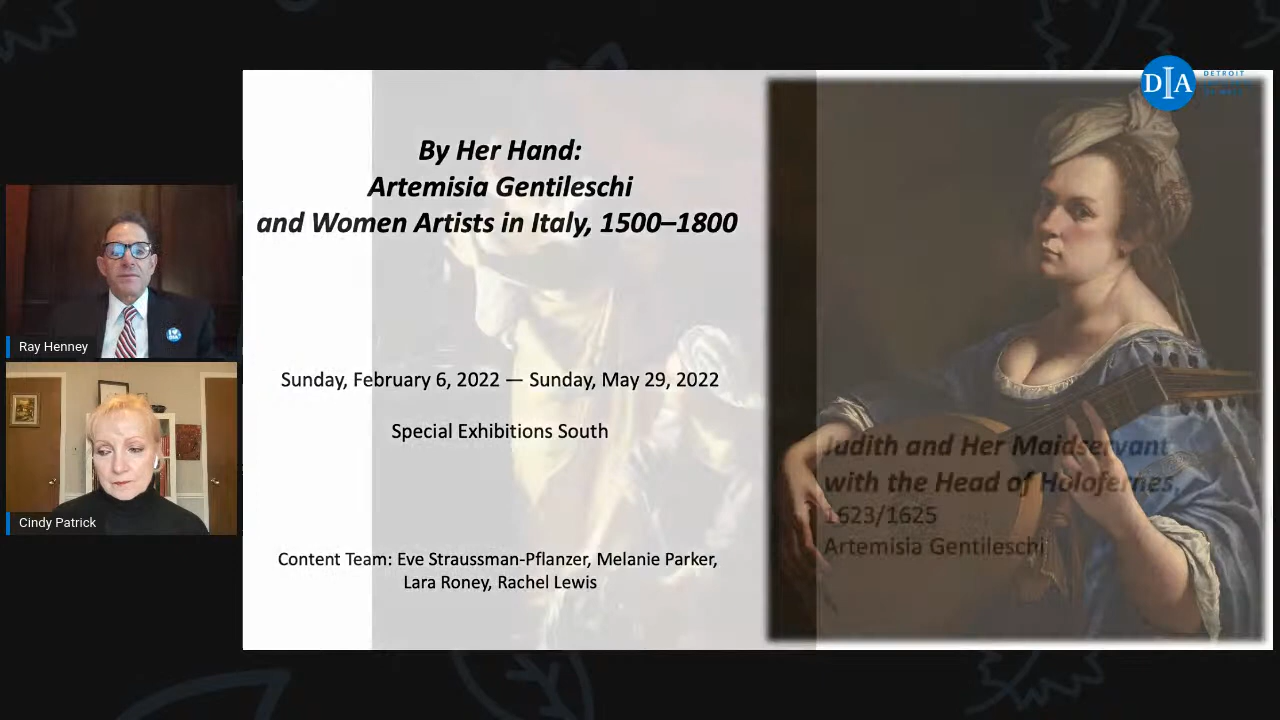 DIA
DETROIT
By Her Hand:
Artemisia Gentileschi
and Women Artists in Italy, 1500–1800
Sunday, February 6, 2022 — Sunday, May 29, 2022
Special Exhibitions South
Content Team: Eve Straussman-Pflanzer, Melanie Parker,
Lara Roney, Rachel Lewis
Judith and Her Maidservant
with the Head of Holofernes,
1623/1625
Artemisia Gentileschi
Ray Henney
Cindy Patrick